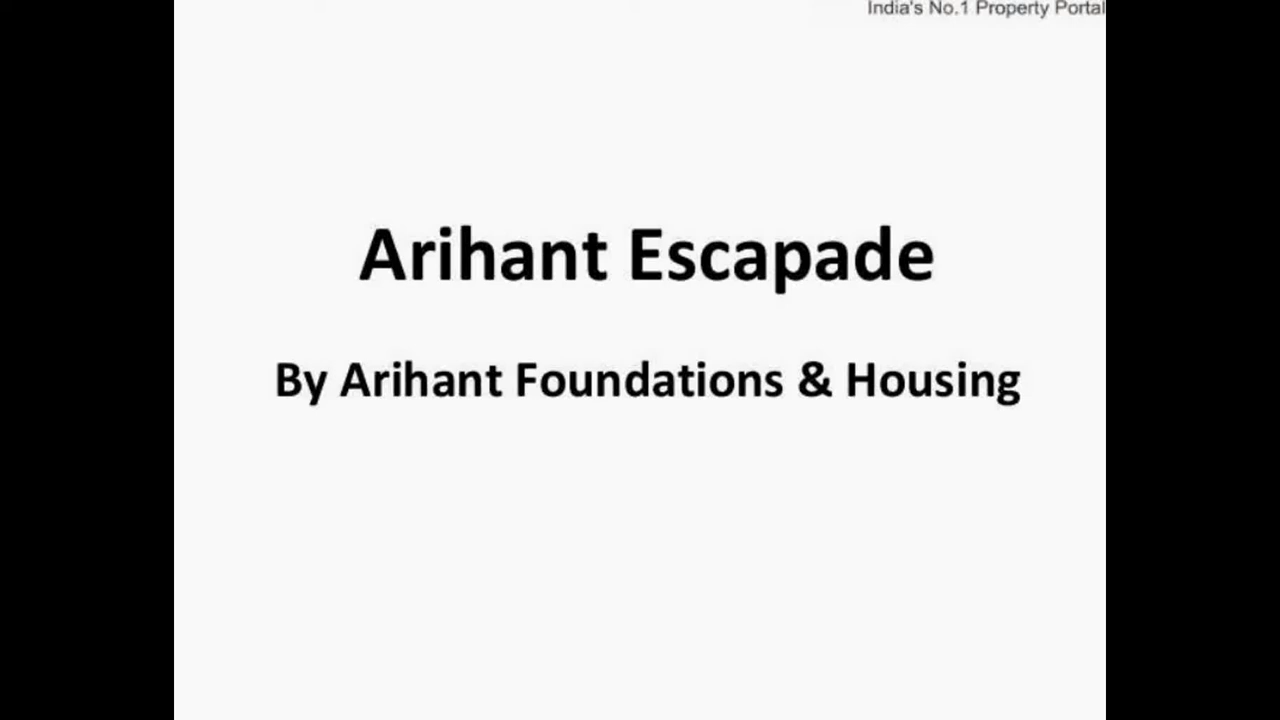 India's No.1 Property Portal
Arihant Escapade
By Arihant Foundations & Housing